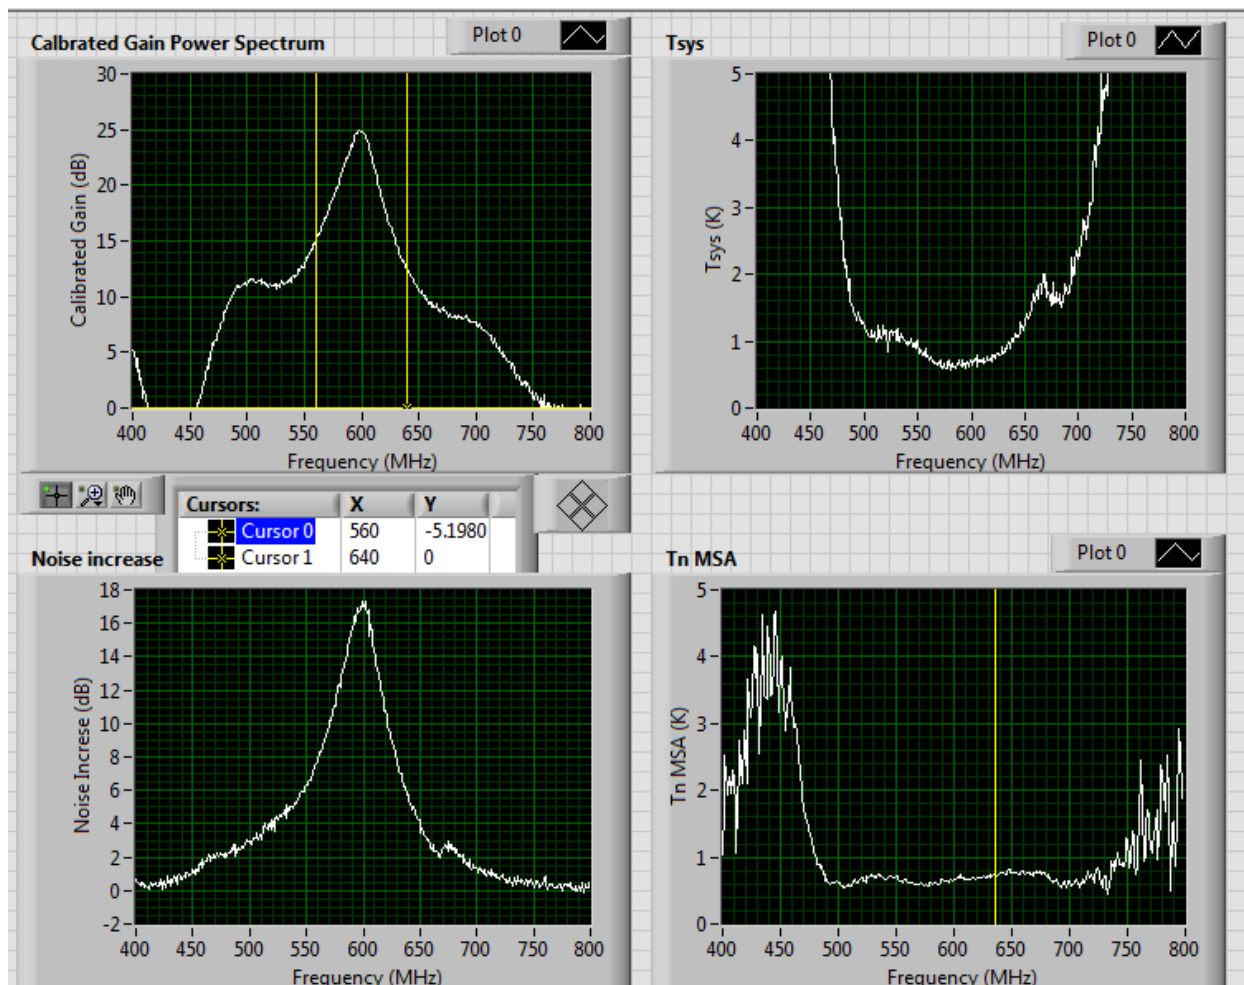 Calbrated Gain Power Spectrum
Plot 0
30
25
20
15
10
5
0
Calibrated Gain (dB)
400 450 500 550 600 650 700 750 800
Frequency (MHz)
Tsys
Plot 0
5
4
3
2
1
0
Tsys (K)
400 450 500 550 600 650 700 750 800
Frequency (MHz)
Cursors: X Y
Cursor 0 560 -5.1980
Cursor 1 640 0
Noise increase
18
16
14
12
10
8
6
4
2
0
-2
Noise Increse (dB)
400 450 500 550 600 650 700 750 800
Frequency (MHz)
Tn MSA
Plot 0
5
4
3
2
1
0
Tn MSA (K)
400 450 500 550 600 650 700 750 800
Frequency (MHz)